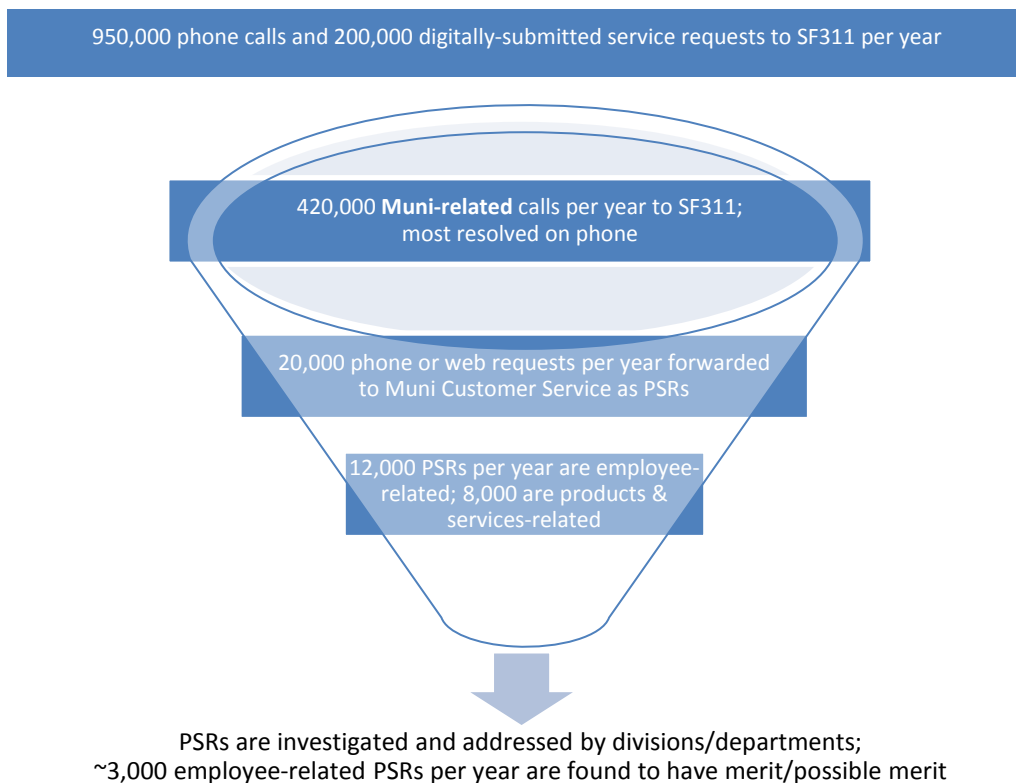 950,000 phone calls and 200,000 digitally-submitted service requests to SF311 per year
420,000 Muni-related calls per year to SF311;
most resolved on phone
20,000 phone or web requests per year forwarded
to Muni Customer Service as PSRs
12,000 PSRs per year are employee-
related; 8,000 are products &
services-related
PSRs are investigated and addressed by divisions/departments;
~3,000 employee-related PSRs per year are found to have merit/possible merit